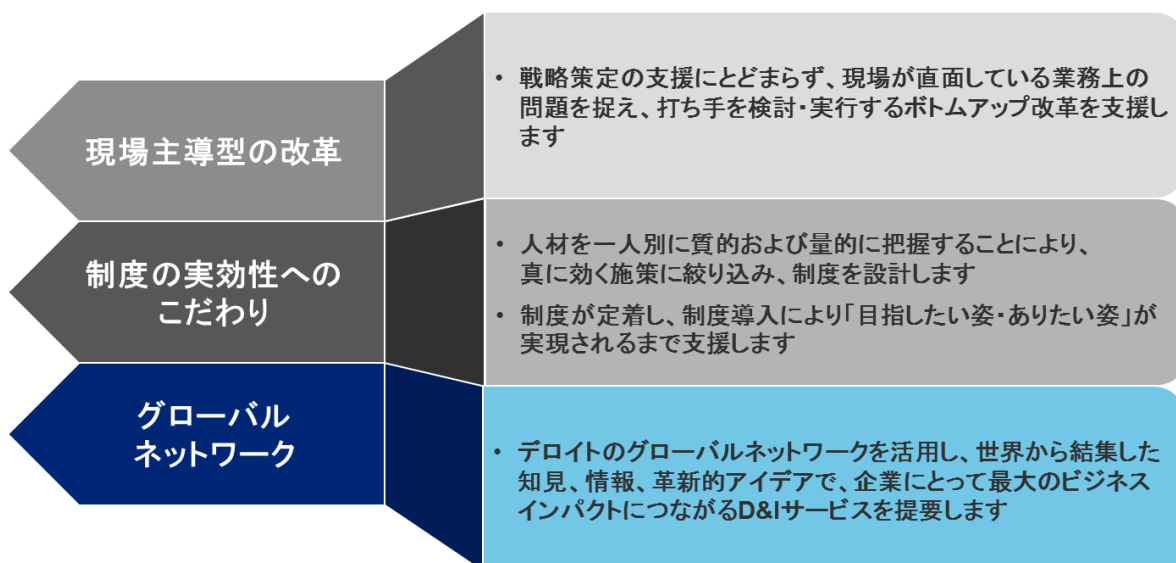 現場主導型の改革
・戦略策定の支援にとどまらず、現場が直面している業務上の
問題を捉え、打ち手を検討・実行するボトムアップ改革を支援し
ます
制度の実効性への
こだわり
・人材を一人別に質的および量的に把握することにより、
真に効く施策に絞り込み、制度を設計します
・制度が定着し、制度導入により「目指したい姿・ありたい姿」が
実現されるまで支援します
グローバル
ネットワーク
・デロイトのグローバルネットワークを活用し、世界から結集した
知見、情報、革新的アイデアで、企業にとって最大のビジネス
インパクトにつながるD&Iサービスを提要します